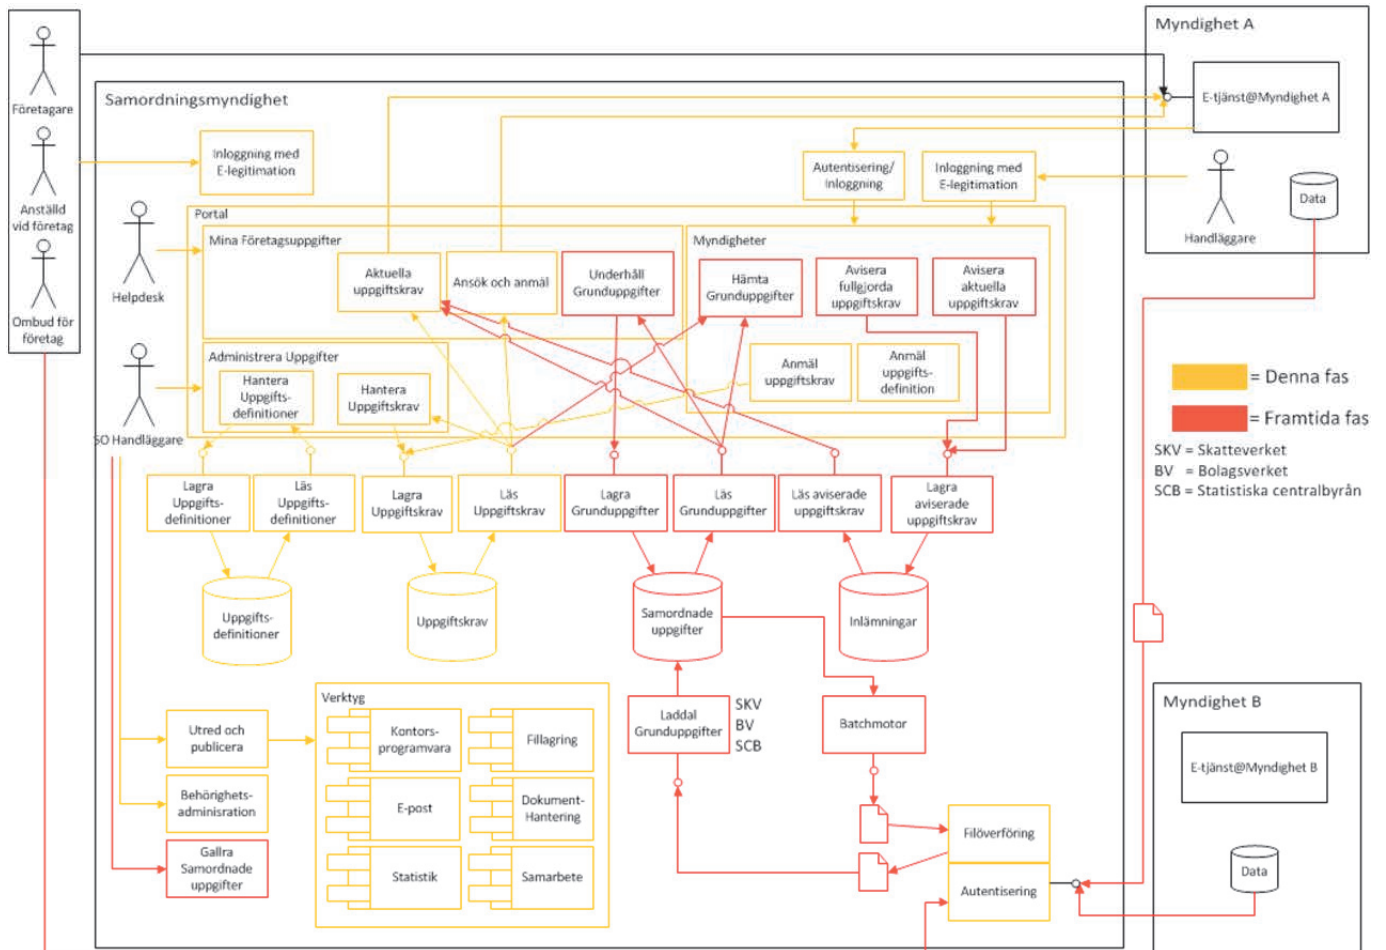 Företagare
Anställd
vid företag
Ombud för
företag
Samordningsmyndighet
Inloggning med
E-legitimation
Helpdesk
SO Handläggare
Autentisering/
Inloggning
Inloggning med
E-legitimation
Portal
Mina Företagsuppgifter
Aktuella
uppgiftskrav
Ansök och anmäl
Underhåll
Grunduppgifter
Myndigheter
Hämta
Grunduppgifter
Avisera
fullgjorda
uppgiftskrav
Avisera
aktuella
uppgiftskrav
Anmäl
uppgiftskrav
Anmäl
uppgifts-
definition
Administrera Uppgifter
Hantera
Uppgifts-
definitioner
Hantera
Uppgiftskrav
Lagra
Uppgifts-
definitioner
Läs
Uppgifts-
definitioner
Lagra
Uppgiftskrav
Läs
Uppgiftskrav
Lagra
Grunduppgifter
Läs
Grunduppgifter
Läs aviserade
uppgiftskrav
Lagra
aviserade
uppgiftskrav
Uppgifts-
definitioner
Uppgiftskrav
Samordnade
uppgifter
Inlämningar
Utred och
publicera
Behörighets-
adminisration
Gallra
Samordnade
uppgifter
Verktyg
Kontors-
programvara
Fillagring
E-post
Dokument-
Hantering
Statistik
Samarbete
Laddal
Grunduppgifter
SKV
BV
SCB
Batchmotor
Filöverföring
Autentisering
Myndighet A
E-tjänst@Myndighet A
Handläggare
Data
= Denna fas
= Framtida fas
SKV = Skatteverket
BV = Bolagsverket
SCB = Statistiska centralbyrån
Myndighet B
E-tjänst@Myndighet B
Data